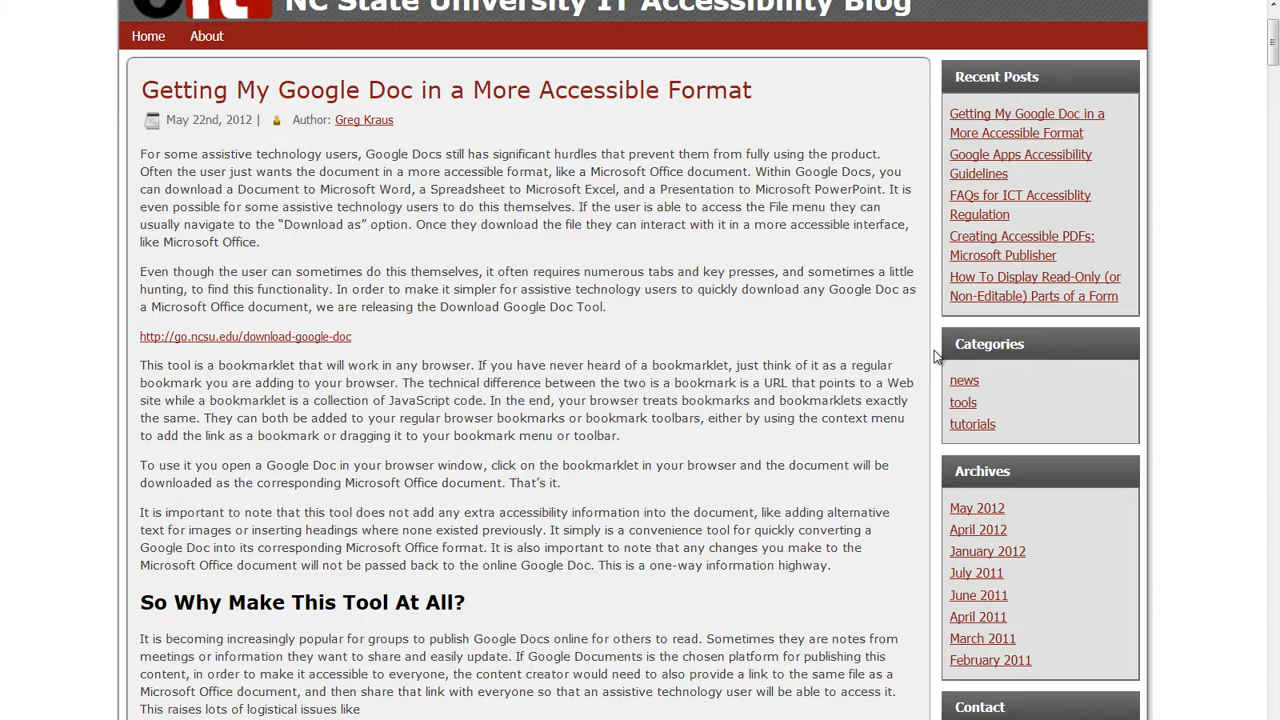 NC State University IT Accessibility Blog
Home About
Getting My Google Doc in a More Accessible Format
May 22nd, 2012 | Author: Greg Kraus
For some assistive technology users, Google Docs still has significant hurdles that prevent them from fully using the product.
Often the user just wants the document in a more accessible format, like a Microsoft Office document. Within Google Docs, you
can download a Document to Microsoft Word, a Spreadsheet to Microsoft Excel, and a Presentation to Microsoft PowerPoint. It is
even possible for some assistive technology users to do this themselves. If the user is able to access the File menu they can
usually navigate to the “Download as” option. Once they download the file they can interact with it in a more accessible interface,
like Microsoft Office.
Even though the user can sometimes do this themselves, it often requires numerous tabs and key presses, and sometimes a little
hunting, to find this functionality. In order to make it simpler for assistive technology users to quickly download any Google Doc as
a Microsoft Office document, we are releasing the Download Google Doc Tool.
http://go.ncsu.edu/download-google-doc
This tool is a bookmarklet that will work in any browser. If you have never heard of a bookmarklet, just think of it as a regular
bookmark you are adding to your browser. The technical difference between the two is a bookmark is a URL that points to a Web
site while a bookmarklet is a collection of JavaScript code. In the end, your browser treats bookmarks and bookmarklets exactly
the same. They can both be added to your regular browser bookmarks or bookmark toolbars, either by using the context menu
to add the link as a bookmark or dragging it to your bookmark menu or toolbar.
To use it you open a Google Doc in your browser window, click on the bookmarklet in your browser and the document will be
downloaded as the corresponding Microsoft Office document. That’s it.
It is important to note that this tool does not add any extra accessibility information into the document, like adding alternative
text for images or inserting headings where none existed previously. It simply is a convenience tool for quickly converting a
Google Doc into its corresponding Microsoft Office format. It is also important to note that any changes you make to the
Microsoft Office document will not be passed back to the online Google Doc. This is a one-way information highway.
So Why Make This Tool At All?
It is becoming increasingly popular for groups to publish Google Docs online for others to read. Sometimes they are notes from
meetings or information they want to share and easily update. If Google Documents is the chosen platform for publishing this
content, in order to make it accessible to everyone, the content creator would need to also provide a link to the same file as a
Microsoft Office document, and then share that link with everyone so that an assistive technology user will be able to access it.
This raises lots of logistical issues like
Recent Posts
Getting My Google Doc in a
More Accessible Format
Google Apps Accessibility
Guidelines
FAQs for ICT Accessiblity
Regulation
Creating Accessible PDFs:
Microsoft Publisher
How To Display Read-Only (or
Non-Editable) Parts of a Form
Categories
news
tools
tutorials
Archives
May 2012
April 2012
January 2012
July 2011
June 2011
April 2011
March 2011
February 2011
Contact